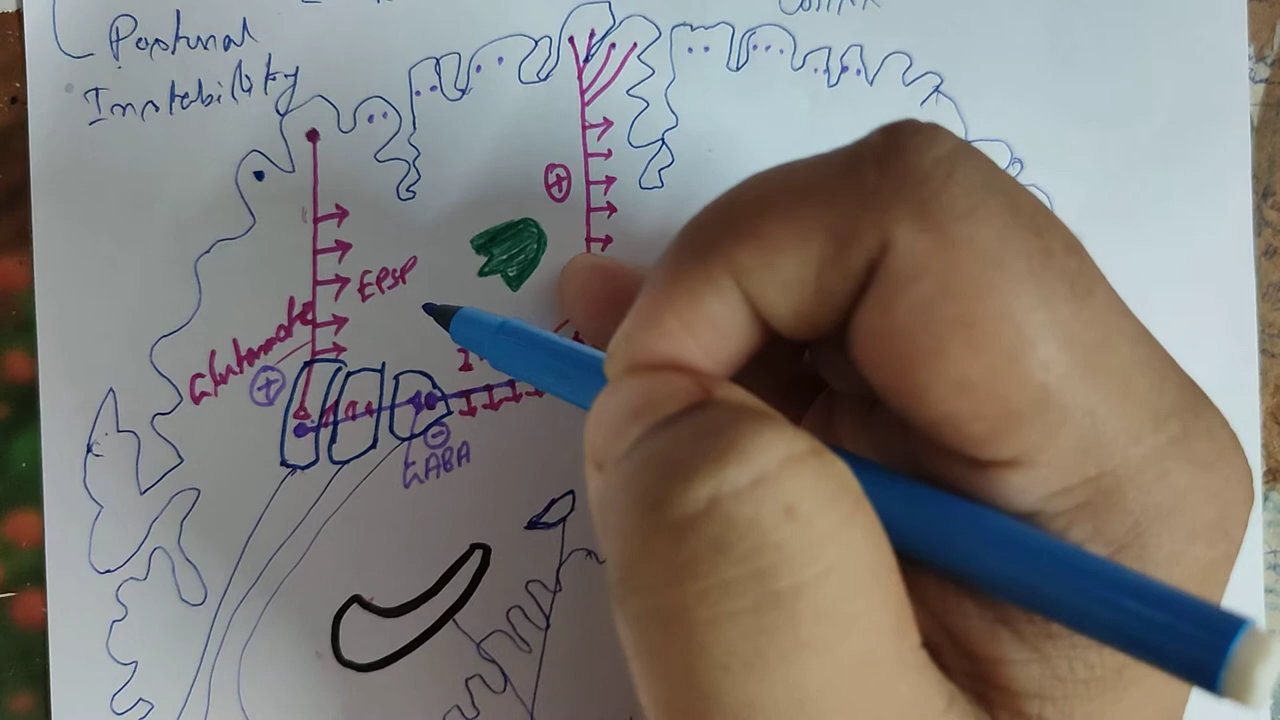 Postural
Instability
EPSP
Glutamate
+
+
-
GABA